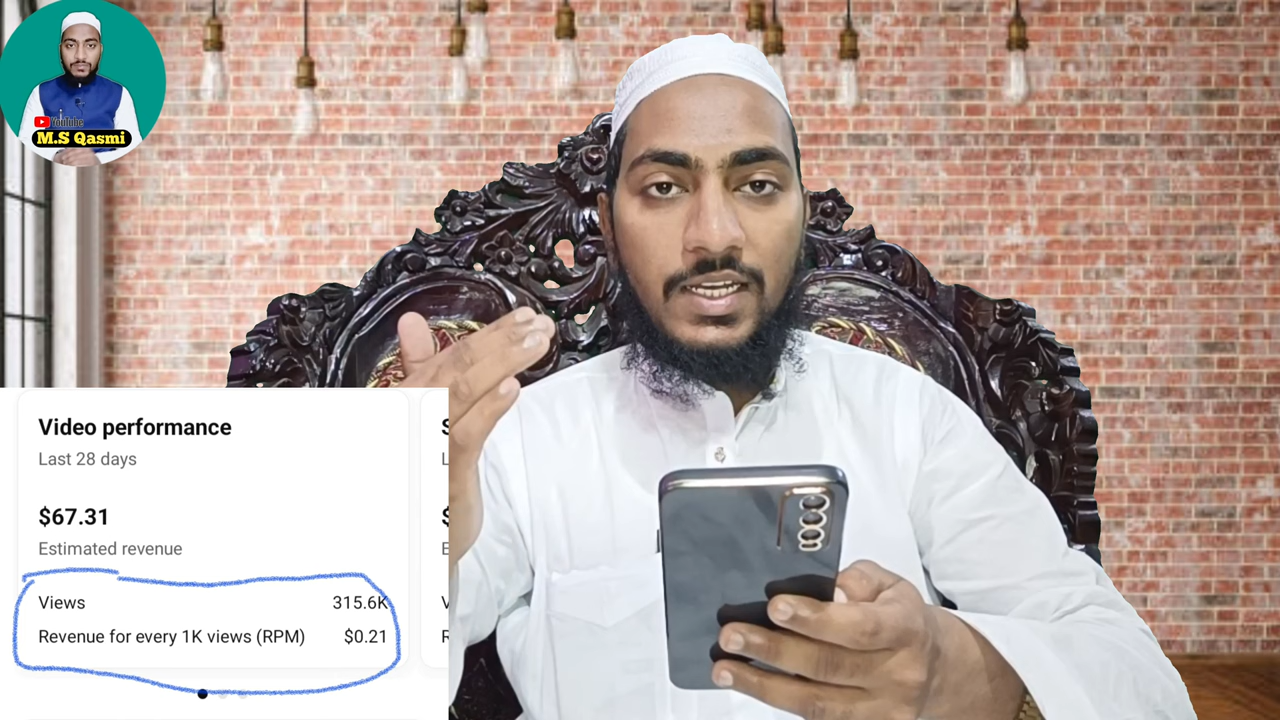 Youtube
M.S Qasmi
Video performance
Last 28 days
$67.31
Estimated revenue
Views 315.6K
Revenue for every 1K views (RPM) $0.21